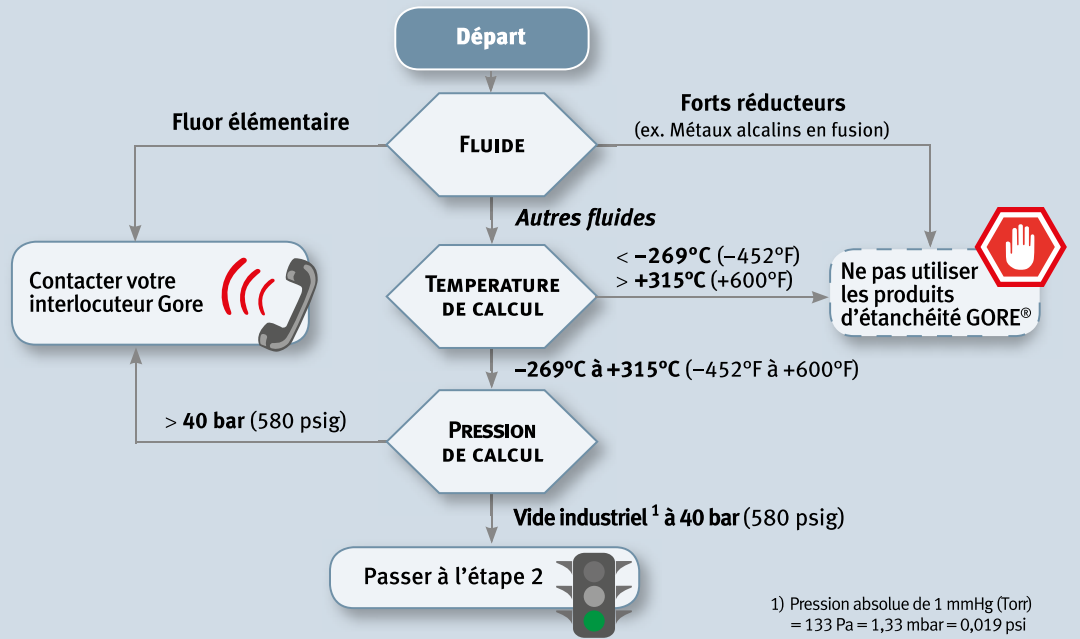 Départ
Fluor élémentaire
FLUIDE
Forts réducteurs
(ex. Métaux alcalins en fusion)
Autres fluides
Contacter votre
interlocuteur Gore
TEMPERATURE
DE CALCUL
< –269°C (–452°F)
> +315°C (+600°F)
Ne pas utiliser
les produits
d'étanchéité GORE®
–269°C à +315°C (–452°F à +600°F)
> 40 bar (580 psig)
PRESSION
DE CALCUL
Vide industriel ¹ à 40 bar (580 psig)
Passer à l'étape 2
1) Pression absolue de 1 mmHg (Torr)
= 133 Pa = 1,33 mbar = 0,019 psi